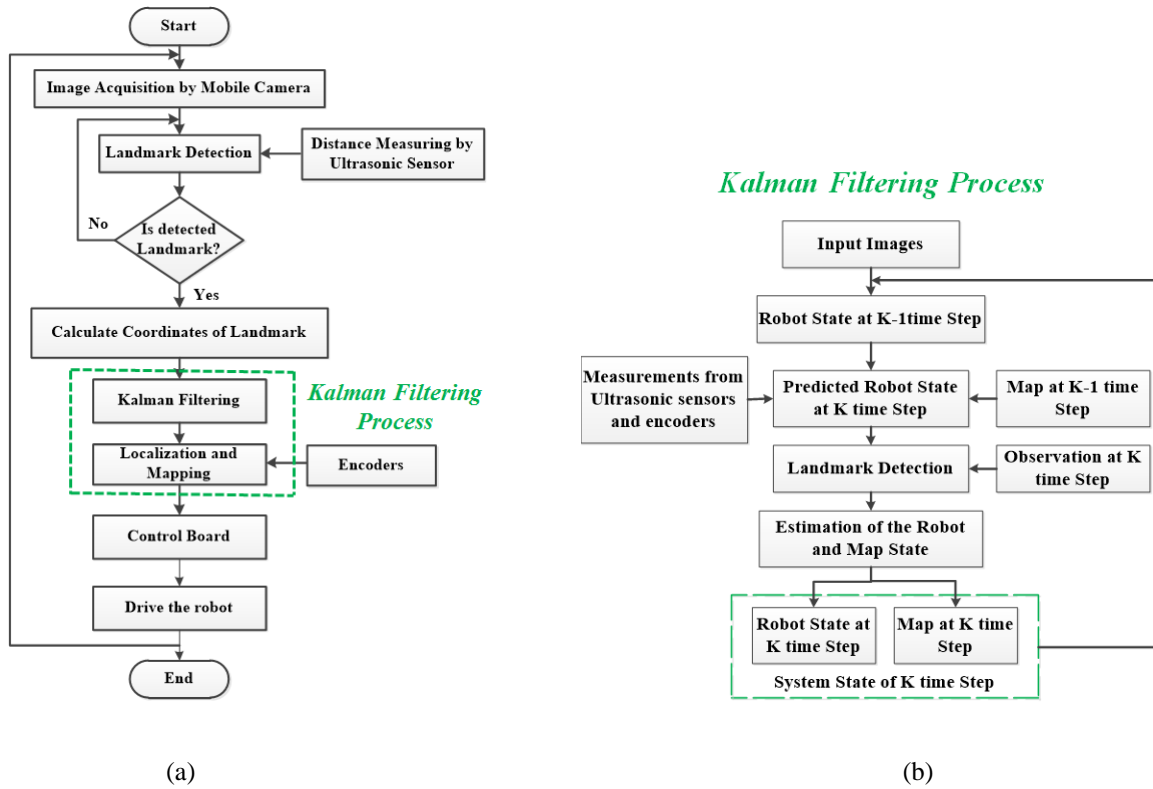 Start
Image Acquisition by Mobile Camera
Landmark Detection
Distance Measuring by
Ultrasonic Sensor
No
Is detected
Landmark?
Yes
Calculate Coordinates of Landmark
Kalman Filtering
Kalman Filtering
Process
Localization and
Mapping
Encoders
Control Board
Drive the robot
End
(a)
Kalman Filtering Process
Input Images
Robot State at K-1time Step
Measurements from
Ultrasonic sensors
and encoders
Predicted Robot State
at K time Step
Map at K-1 time
Step
Landmark Detection
Observation at K
time Step
Estimation of the Robot
and Map State
Robot State at
K time Step
Map at K time
Step
System State of K time Step
(b)